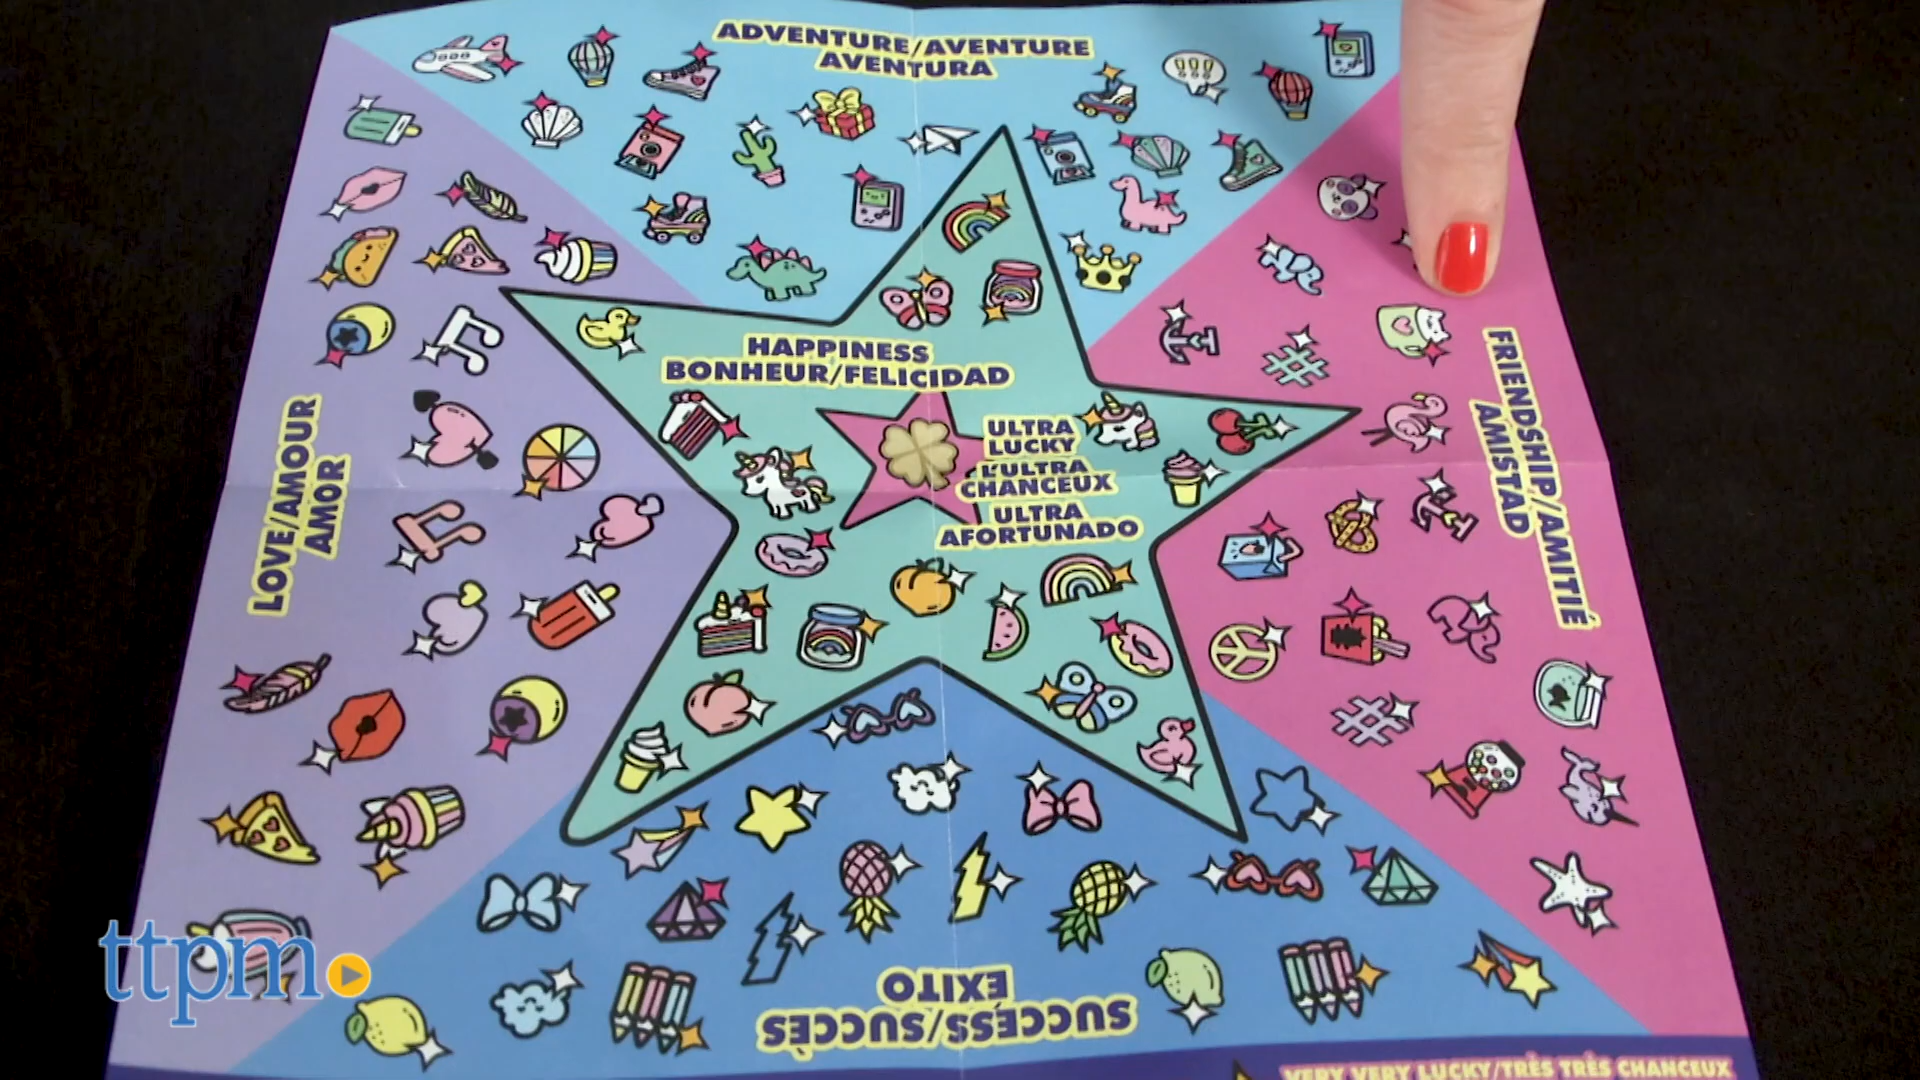 ADVENTURE/AVENTURE
AVENTURA
HAPPINESS
BONHEUR/FELICIDAD
ULTRA
LUCKY
L'ULTRA
CHANCEUX
ULTRA
AFORTUNADO
LOVE/AMOUR
AMOR
FRIENDSHIP/AMITIÉ
AMISTAD
SUCCESS/SUCCÈS
ÉXITO
VERY VERY LUCKY/TRÈS TRÈS CHANCEUX
ttpm